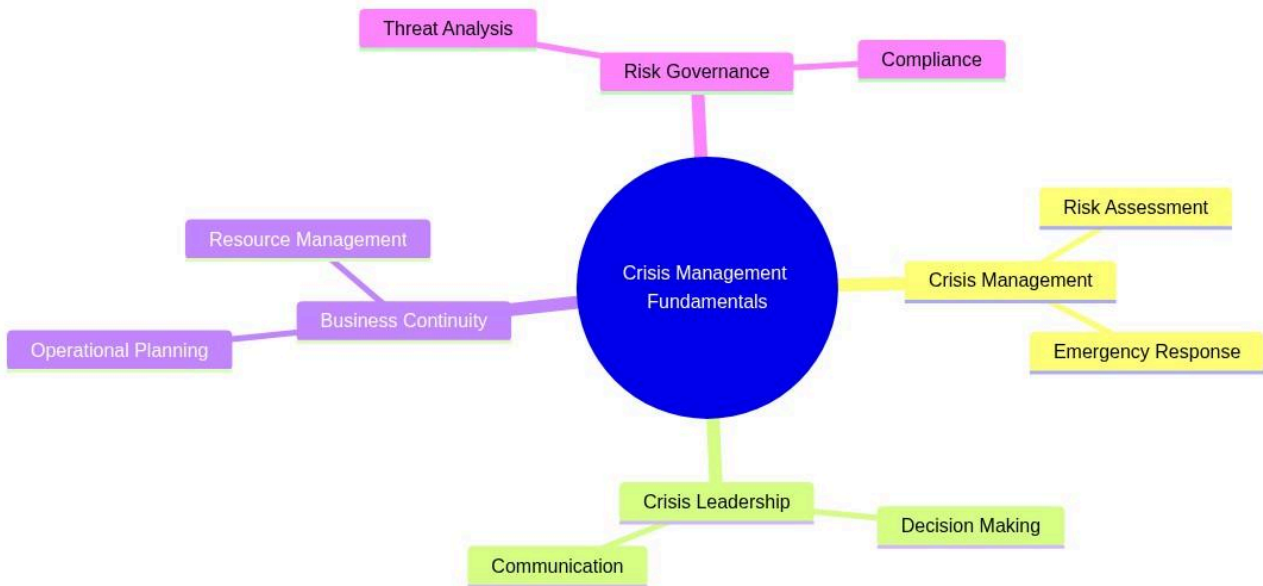 Threat Analysis
Risk Governance
Compliance
Risk Assessment
Resource Management
Crisis Management
Fundamentals
Crisis Management
Business Continuity
Operational Planning
Emergency Response
Crisis Leadership
Decision Making
Communication